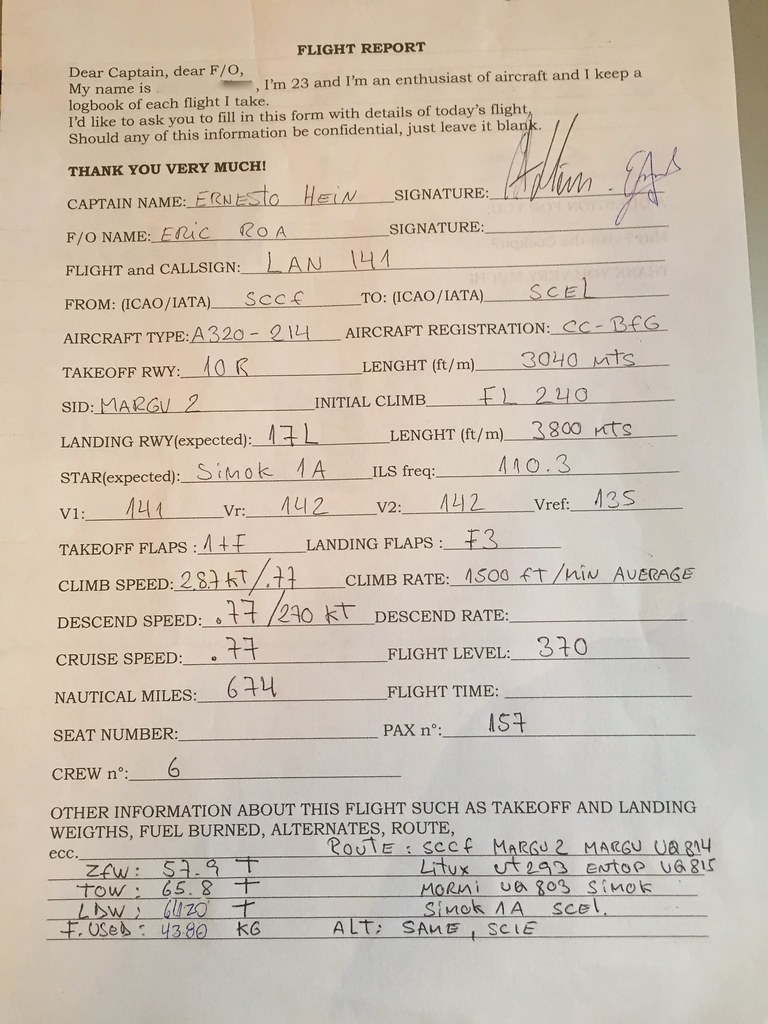 FLIGHT REPORT
Dear Captain, dear F/O,
My name is , I'm 23 and I'm an enthusiast of aircraft and I keep a
logbook of each flight I take.
I'd like to ask you to fill in this form with details of today's flight,
Should any of this information be confidential, just leave it blank.
THANK YOU VERY MUCH!
CAPTAIN NAME: ERNESTO HEIN SIGNATURE:
F/O NAME: ERIC ROA SIGNATURE:
FLIGHT and CALLSIGN: LAN 141
FROM: (ICAO/IATA) SCCF TO: (ICAO/IATA) SCEL
AIRCRAFT TYPE: A320-214 AIRCRAFT REGISTRATION: CC-BFG
TAKEOFF RWY: 10R LENGHT (ft/m) 3040 MTS
SID: MARGU 2 INITIAL CLIMB FL 240
LANDING RWY(expected): 17L LENGHT (ft/m) 3800 MTS
STAR(expected): SIMOK 1A ILS freq: 110.3
V1: 141 Vr: 142 V2: 142 Vref: 135
TAKEOFF FLAPS : 1+F LANDING FLAPS : F3
CLIMB SPEED: 287 KT/.77 CLIMB RATE: 1500 FT/MIN AVERAGE
DESCEND SPEED: .77/270 KT DESCEND RATE:
CRUISE SPEED: .77 FLIGHT LEVEL: 370
NAUTICAL MILES: 674 FLIGHT TIME:
SEAT NUMBER: PAX n°: 157
CREW n°: 6
OTHER INFORMATION ABOUT THIS FLIGHT SUCH AS TAKEOFF AND LANDING
WEIGTHS, FUEL BURNED, ALTERNATES, ROUTE,
ecc. ROUTE: SCCF MARGU2 MARGU UQ814
ZFW: 57.9 T LITUX UT293 ENTOP UQ815
TOW: 65.8 T MORMI UQ803 SIMOK
LDW: T SIMOK 1A SCEL.
F. USED: 4380 KG ALT: SAME, SCIE